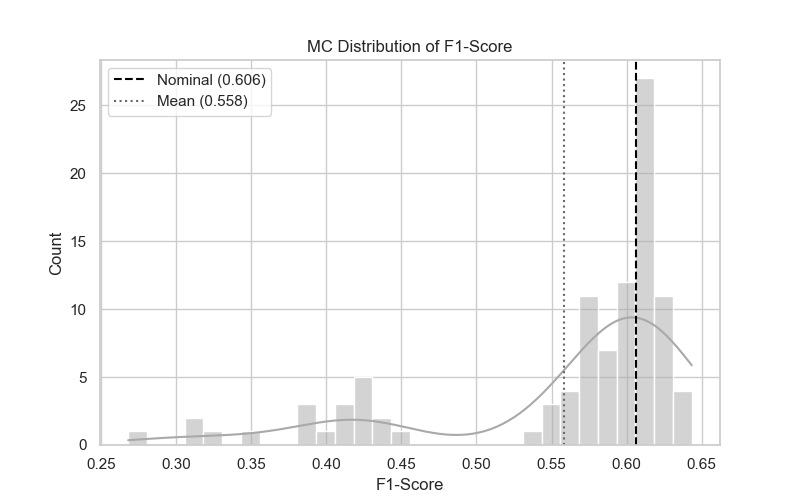 MC Distribution of F1-Score
Nominal (0.606)
Mean (0.558)
25
20
15
10
5
0
Count
0.25 0.30 0.35 0.40 0.45 0.50 0.55 0.60 0.65
F1-Score